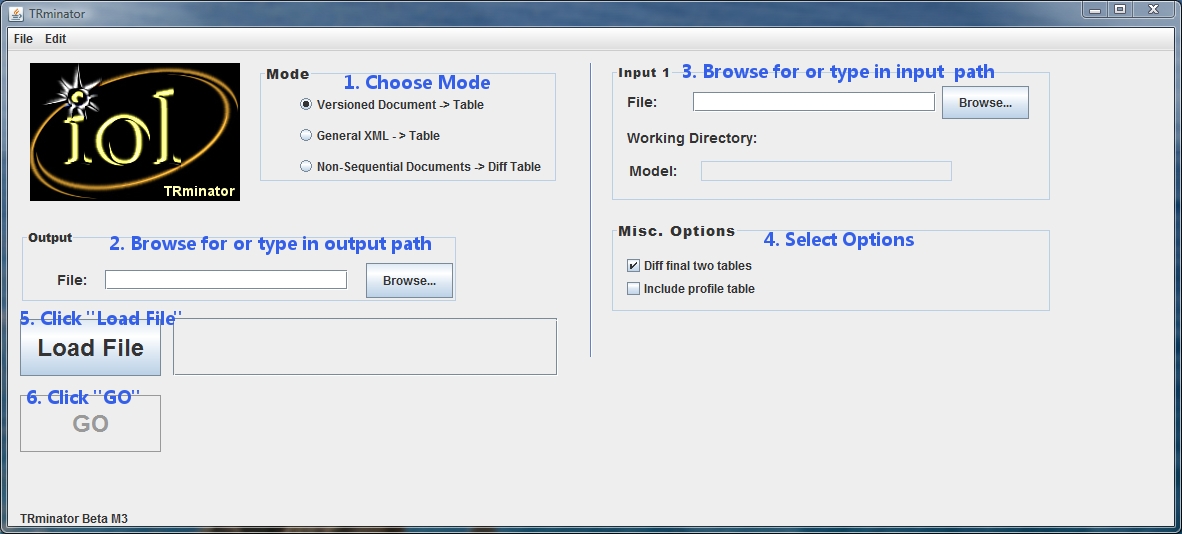 TRminator
File Edit
i.o.l
TRminator
Mode
1. Choose Mode
Versioned Document -> Table
General XML - > Table
Non-Sequential Documents -> Diff Table
Output
2. Browse for or type in output path
File:
Browse...
5. Click "Load File"
Load File
6. Click "GO"
GO
Input 1
3. Browse for or type in input path
File:
Browse...
Working Directory:
Model:
Misc. Options
4. Select Options
Diff final two tables
Include profile table
TRminator Beta M3